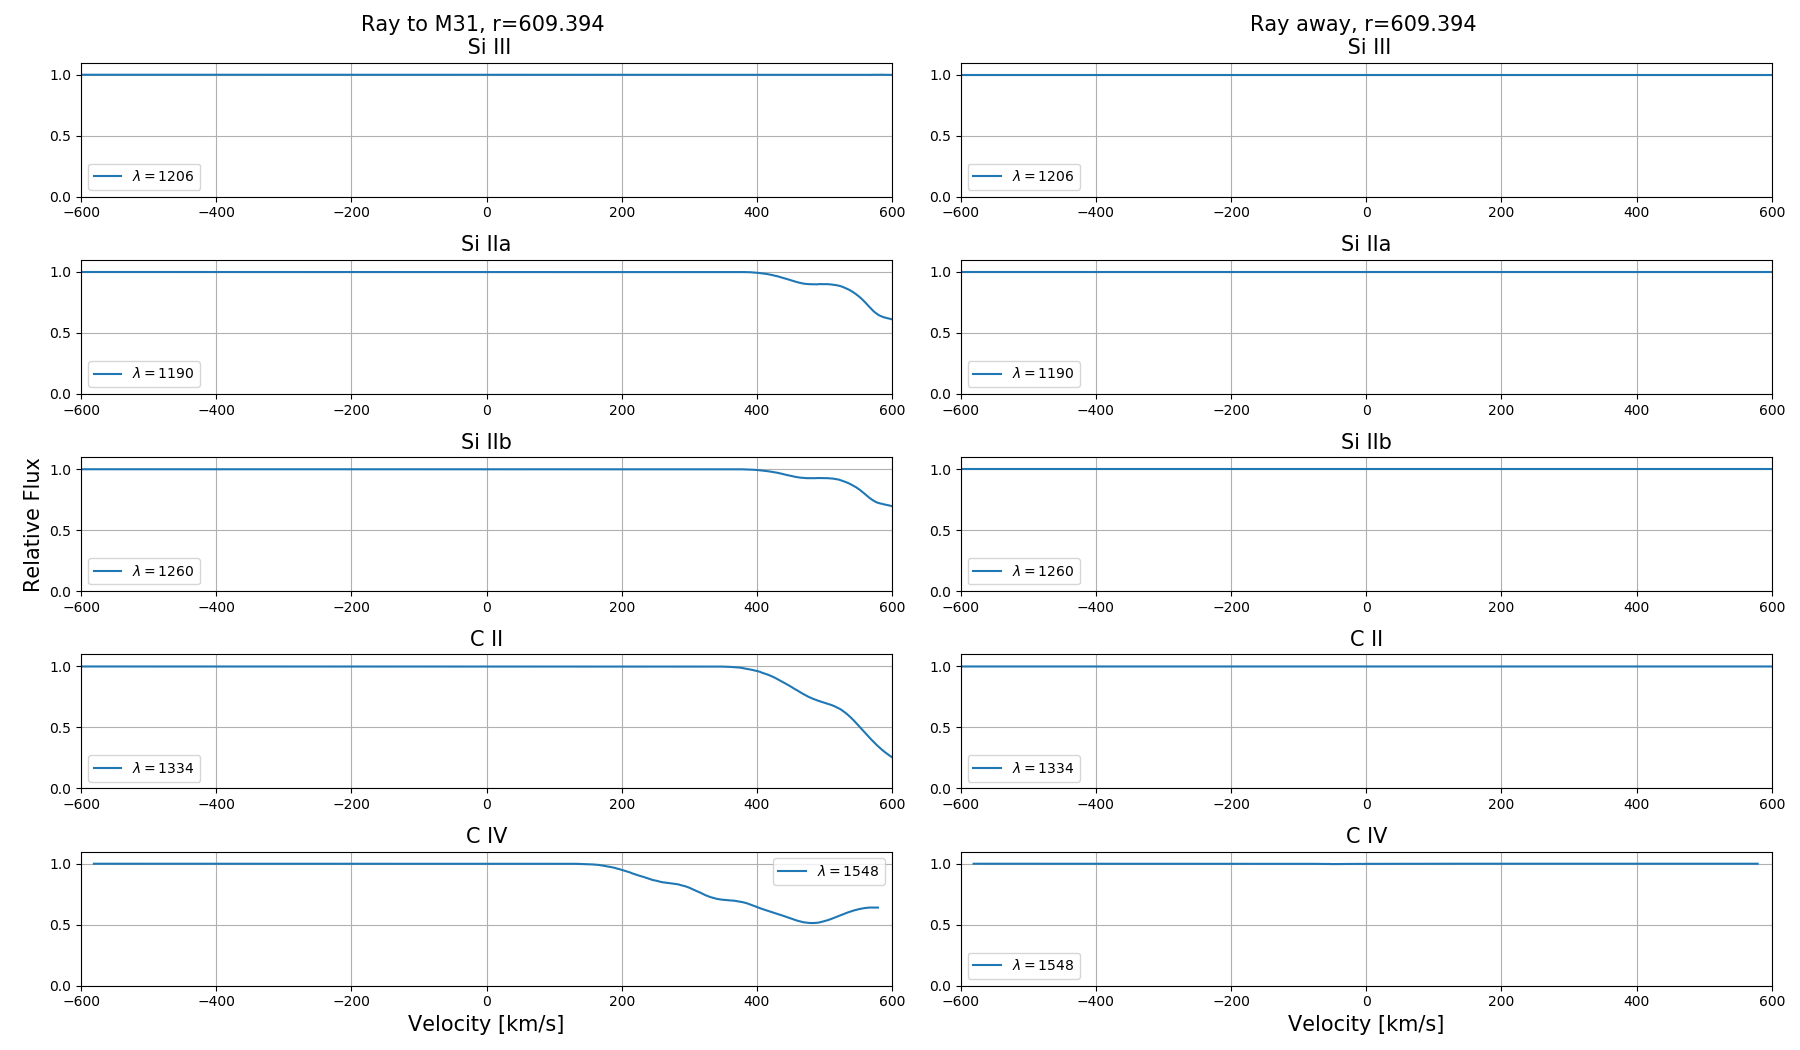 Ray to M31, r=609.394
Si III
1.0
0.5
0.0
λ = 1206
−600 −400 −200 0 200 400 600
Si IIa
1.0
0.5
0.0
λ = 1190
−600 −400 −200 0 200 400 600
Si IIb
1.0
0.5
0.0
λ = 1260
−600 −400 −200 0 200 400 600
Relative Flux
C II
1.0
0.5
0.0
λ = 1334
−600 −400 −200 0 200 400 600
C IV
1.0
0.5
0.0
λ = 1548
−600 −400 −200 0 200 400 600
Velocity [km/s]
Ray away, r=609.394
Si III
1.0
0.5
0.0
λ = 1206
−600 −400 −200 0 200 400 600
Si IIa
1.0
0.5
0.0
λ = 1190
−600 −400 −200 0 200 400 600
Si IIb
1.0
0.5
0.0
λ = 1260
−600 −400 −200 0 200 400 600
C II
1.0
0.5
0.0
λ = 1334
−600 −400 −200 0 200 400 600
C IV
1.0
0.5
0.0
λ = 1548
−600 −400 −200 0 200 400 600
Velocity [km/s]